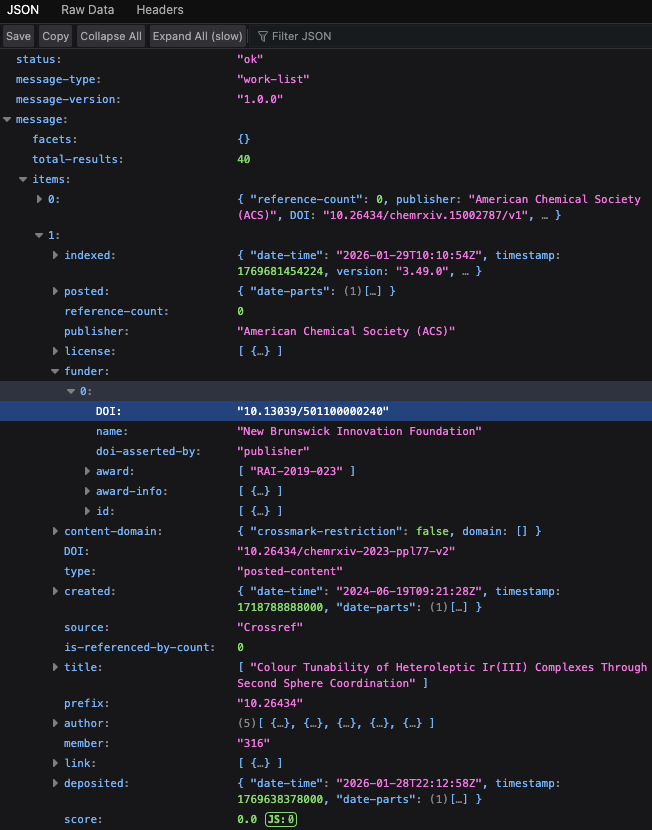 JSON Raw Data Headers
Save Copy Collapse All Expand All (slow) Filter JSON
status: "ok"
message-type: "work-list"
message-version: "1.0.0"
message:
facets: {}
total-results: 40
items:
0: { "reference-count": 0, publisher: "American Chemical Society
(ACS)", DOI: "10.26434/chemrxiv.15002787/v1", … }
1:
indexed: { "date-time": "2026-01-29T10:10:54Z", timestamp:
1769681454224, version: "3.49.0", … }
posted: { "date-parts": (1)[…] }
reference-count: 0
publisher: "American Chemical Society (ACS)"
license: [ {…} ]
funder:
0:
DOI: "10.13039/501100000240"
name: "New Brunswick Innovation Foundation"
doi-asserted-by: "publisher"
award: [ "RAI-2019-023" ]
award-info: [ {…} ]
id: [ {…} ]
content-domain: { "crossmark-restriction": false, domain: [] }
DOI: "10.26434/chemrxiv-2023-ppl77-v2"
type: "posted-content"
created: { "date-time": "2024-06-19T09:21:28Z", timestamp:
1718788888000, "date-parts": (1)[…] }
source: "Crossref"
is-referenced-by-count: 0
title: [ "Colour Tunability of Heteroleptic Ir(III) Complexes Through
Second Sphere Coordination" ]
prefix: "10.26434"
author: (5)[ {…}, {…}, {…}, {…}, {…} ]
member: "316"
link: [ {…} ]
deposited: { "date-time": "2026-01-28T22:12:58Z", timestamp:
1769638378000, "date-parts": (1)[…] }
score: 0.0 JS:0